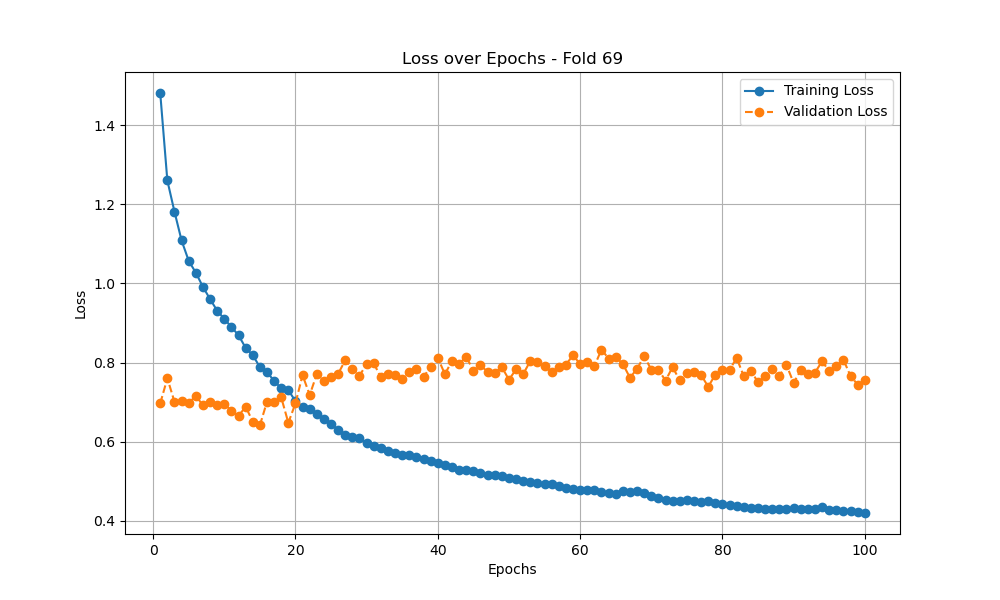 Loss over Epochs - Fold 69
Training Loss
Validation Loss
1.4
1.2
1.0
0.8
0.6
0.4
Loss
0 20 40 60 80 100
Epochs